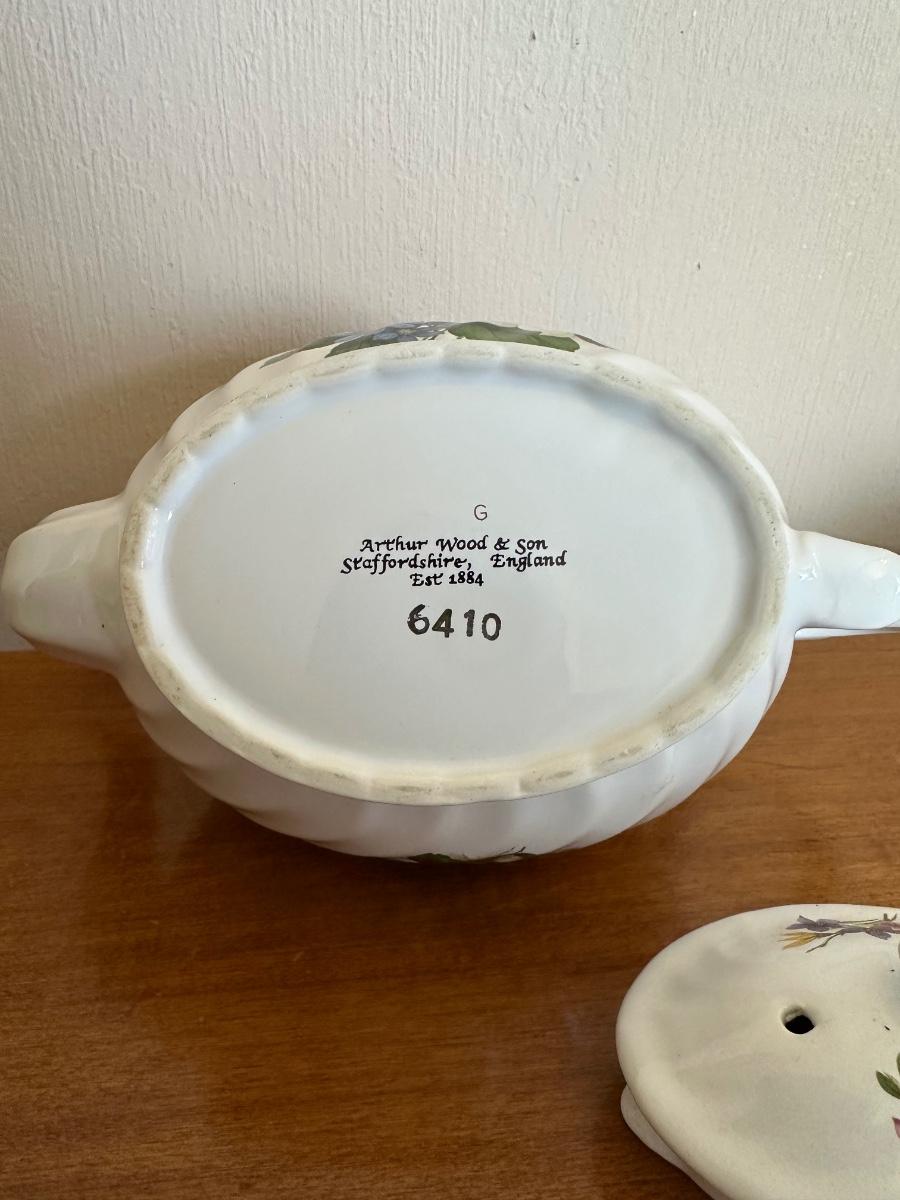 G
Arthur Wood & Son
Staffordshire, England
Est 1884
6410